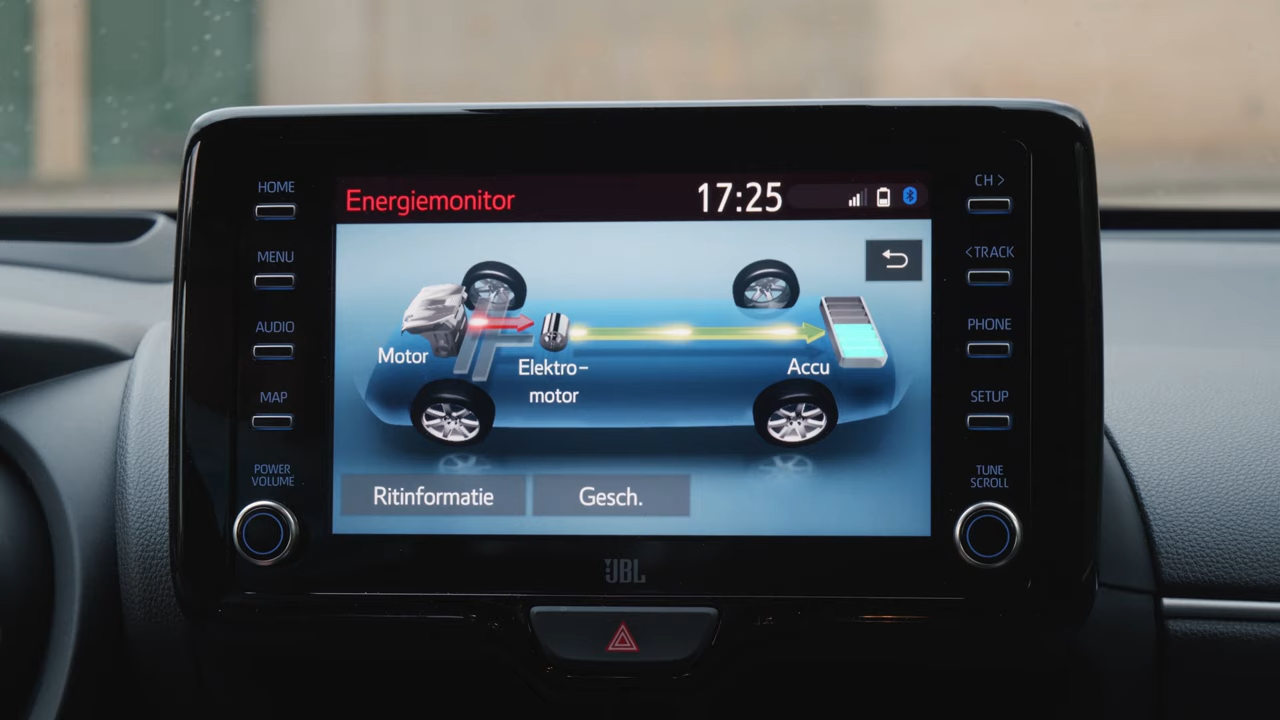 HOME
MENU
AUDIO
MAP
POWER
VOLUME
Energiemonitor
17:25
Motor
Elektro-
motor
Accu
Ritinformatie
Gesch.
CH >
< TRACK
PHONE
SETUP
TUNE
SCROLL
JBL